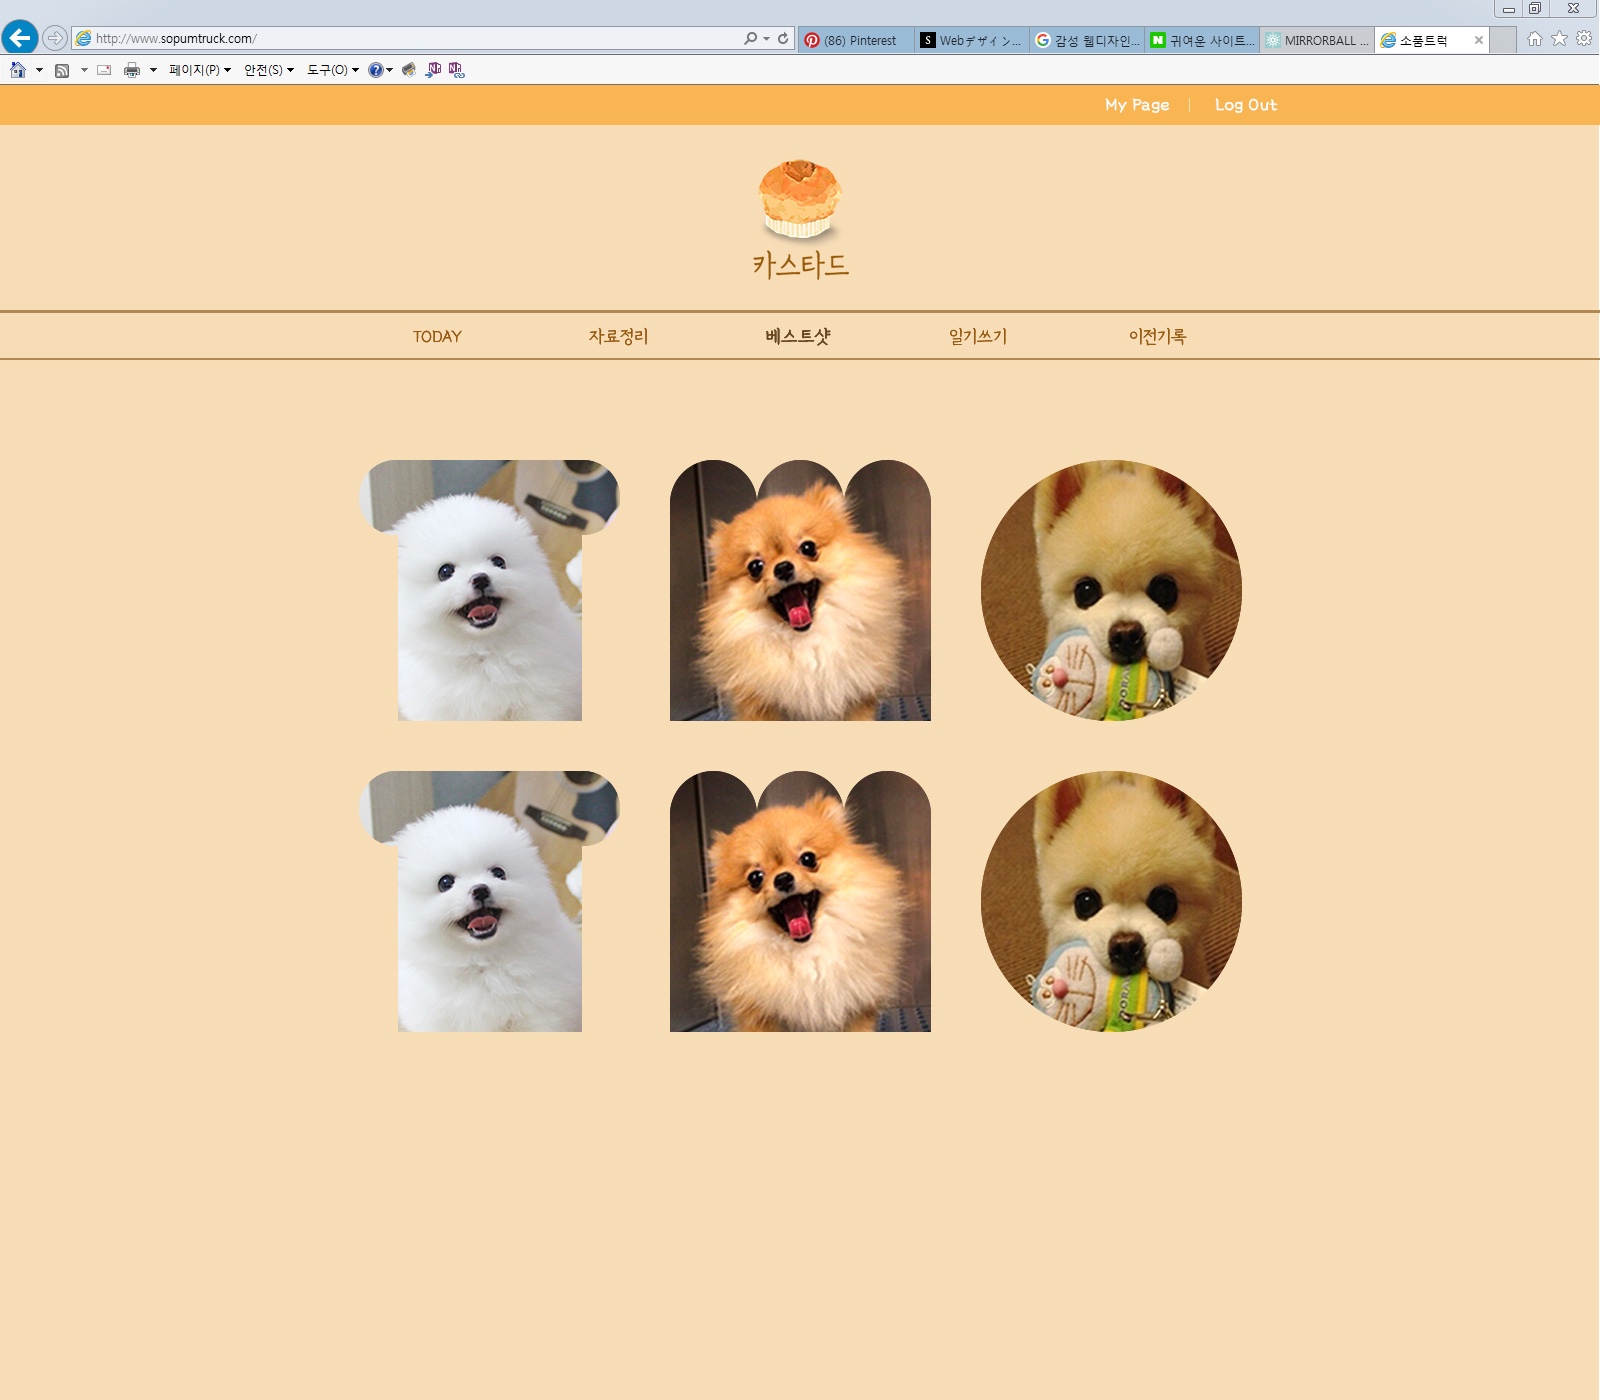 http://www.sopumtruck.com/
(86) Pinterest
Webデザイン...
감성 웹디자인...
귀여운 사이트...
MIRRORBALL ...
소품트럭
페이지(P)
안전(S)
도구(O)
My Page
Log Out
카스타드
TODAY
자료정리
베스트샷
일기쓰기
이전기록